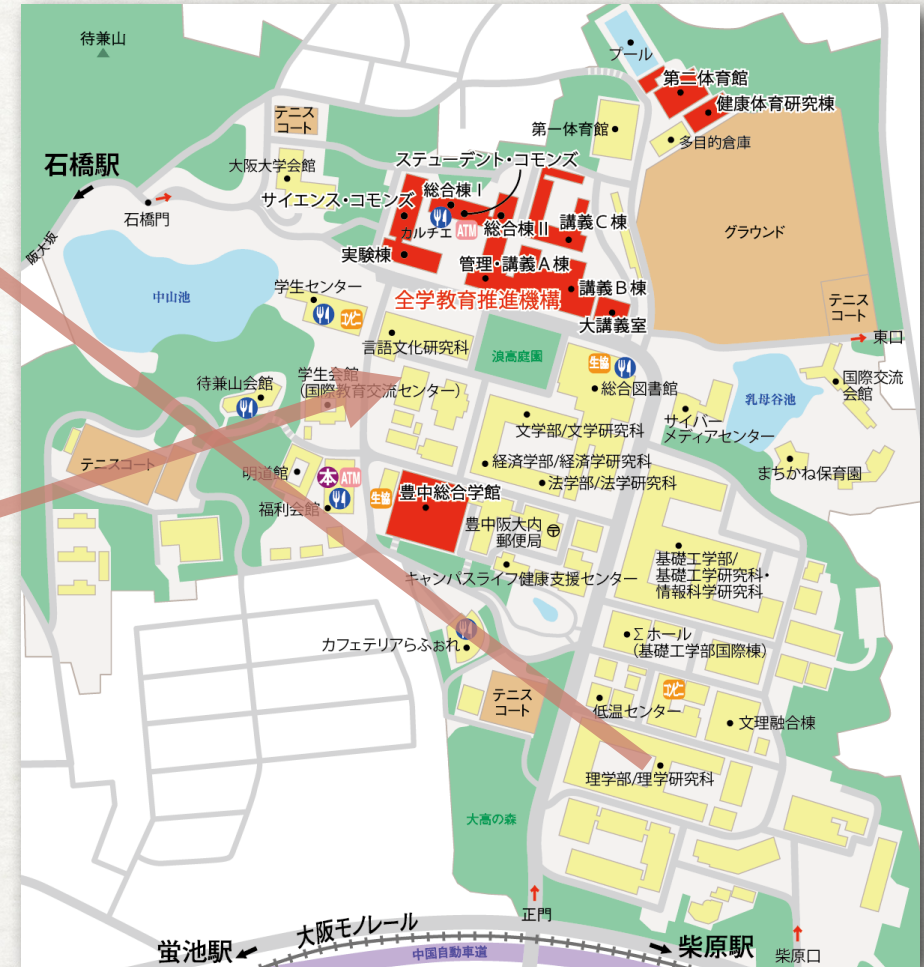 待兼山
プール
第二体育館
健康体育研究棟
テニス
コート
第一体育館
多目的倉庫
石橋駅
大阪大学会館
ステューデント・コモンズ
サイエンス・コモンズ
総合棟Ⅰ
石橋門
カルチエ
ATM
総合棟Ⅱ
講義C棟
グラウンド
阪大坂
実験棟
管理・講義A棟
中山池
学生センター
全学教育推進機構
講義B棟
大講義室
テニス
コート
コンビニ
東口
言語文化研究科
浪高庭園
生協
待兼山会館
学生会館
(国際教育交流センター)
総合図書館
国際交流
会館
乳母谷池
サイバー
メディアセンター
文学部/文学研究科
テニスコート
明道館
経済学部/経済学研究科
まちかね保育園
本
ATM
法学部/法学研究科
生協
豊中総合学館
福利会館
豊中阪大内
郵便局
〒
基礎工学部/
基礎工学研究科・
情報科学研究科
キャンパスライフ健康支援センター
カフェテリアらふぉれ
Σホール
(基礎工学部国際棟)
コンビニ
テニス
コート
低温センター
文理融合棟
理学部/理学研究科
大高の森
正門
大阪モノレール
蛍池駅
中国自動車道
柴原駅
柴原口